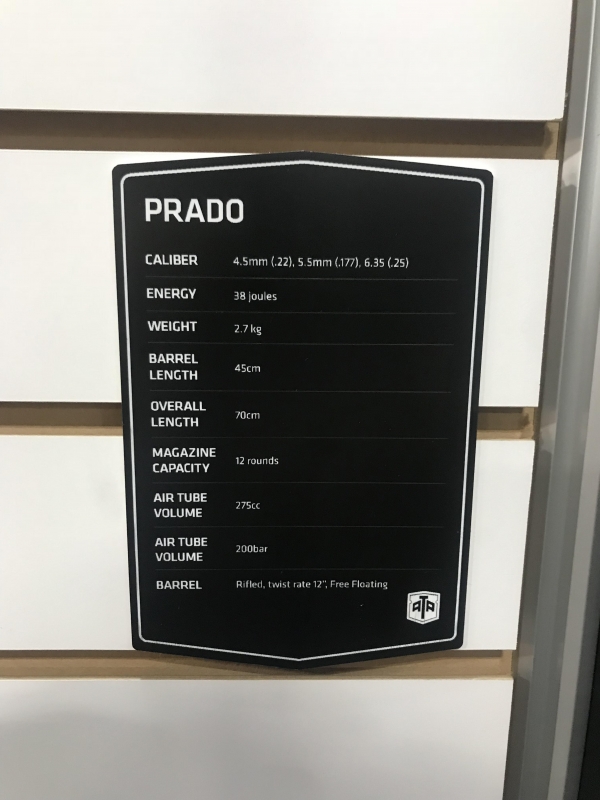 PRADO
CALIBER 4.5mm (.22), 5.5mm (.177), 6.35 (.25)
ENERGY 38 joules
WEIGHT 2.7 kg
BARREL
LENGTH 45cm
OVERALL
LENGTH 70cm
MAGAZINE
CAPACITY 12 rounds
AIR TUBE
VOLUME 275cc
AIR TUBE
VOLUME 200bar
BARREL Rifled, twist rate 12", Free Floating
ATA